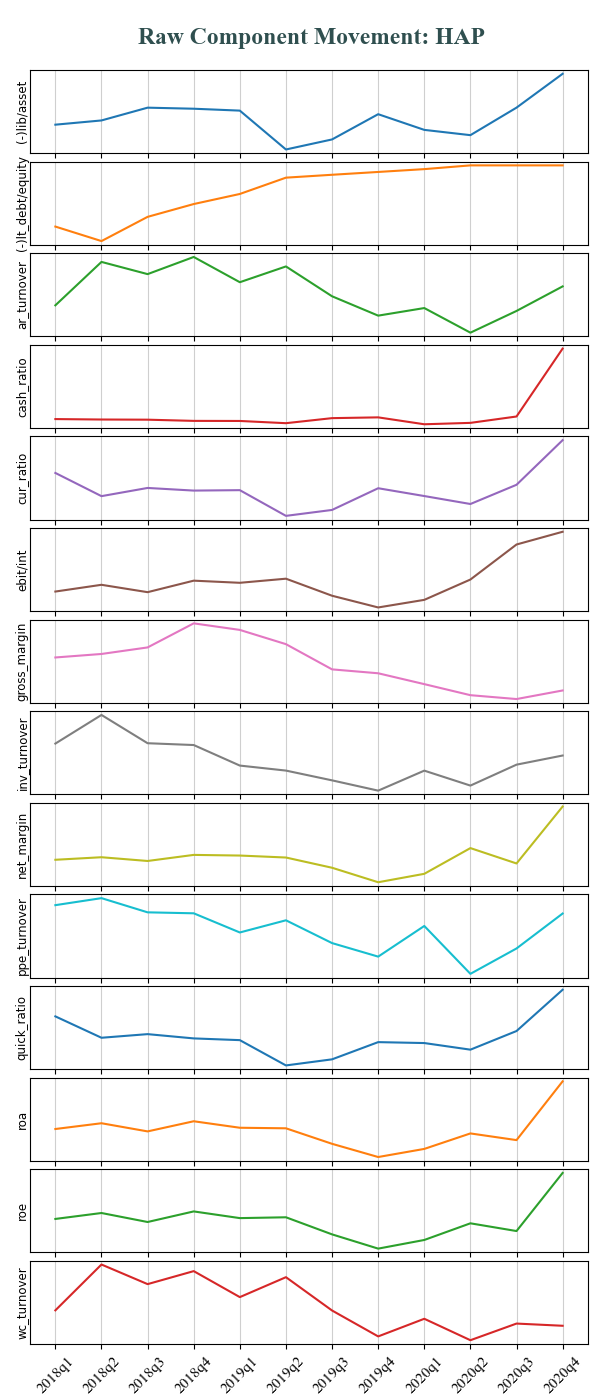 Raw Component Movement: HAP
(-)lib/asset
(-)lt_debt/equity
ar_turnover
cash_ratio
cur_ratio
ebit/int
gross_margin
inv_turnover
net_margin
ppe_turnover
quick_ratio
roa
roe
wc_turnover
2018q1 2018q2 2018q3 2018q4 2019q1 2019q2 2019q3 2019q4 2020q1 2020q2 2020q3 2020q4